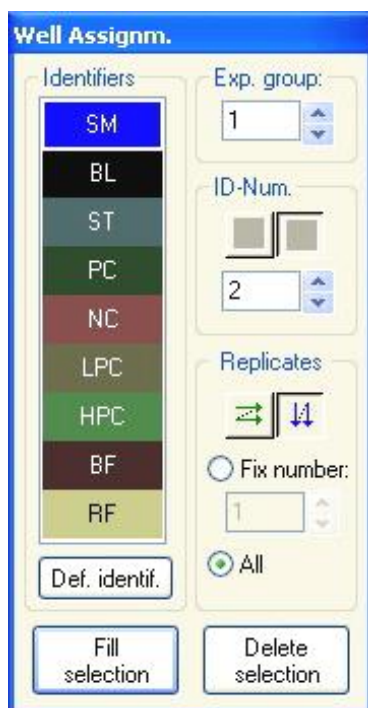 Well Assignm.
Identifiers
SM
BL
ST
PC
NC
LPC
HPC
BF
RF
Def. identif.
Exp. group:
1
ID-Num.
2
Replicates
Fix number:
1
All
Fill
selection
Delete
selection